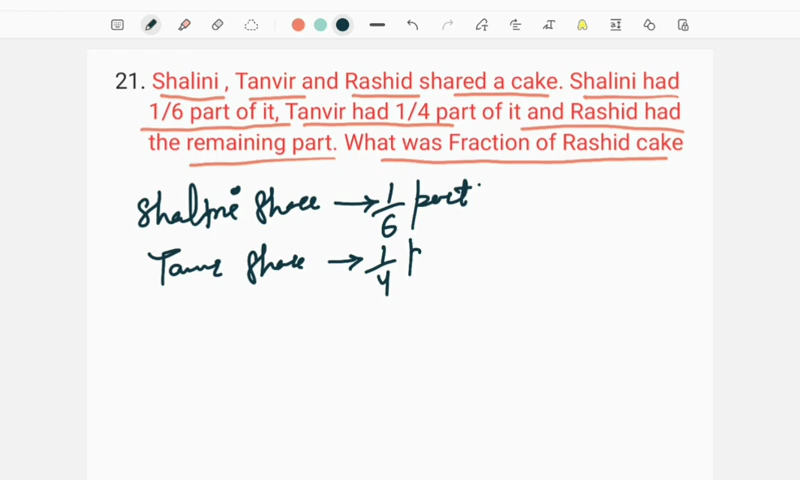 21. Shalini , Tanvir and Rashid shared a cake. Shalini had
1/6 part of it, Tanvir had 1/4 part of it and Rashid had
the remaining part. What was Fraction of Rashid cake
Shalini Share → 1/6 part
Share → 1/4 p